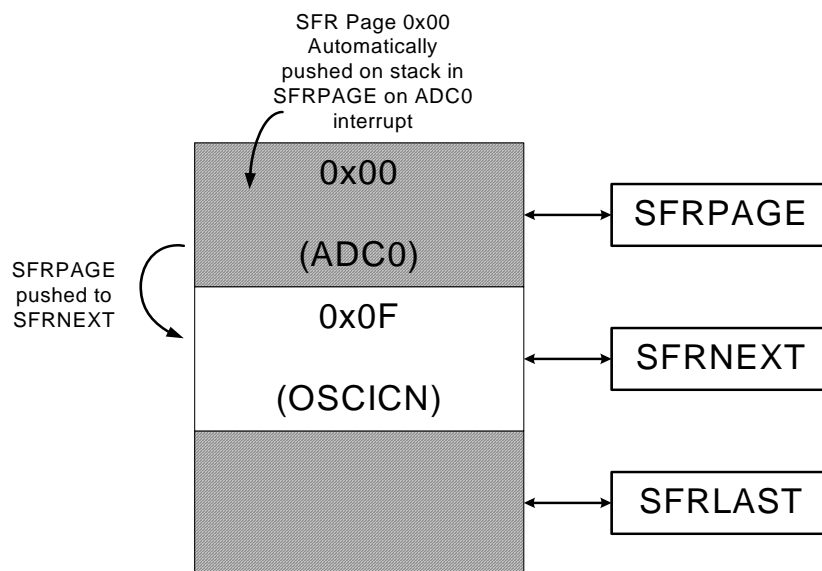 SFR Page 0x00
Automatically
pushed on stack in
SFRPAGE on ADC0
interrupt
0x00
(ADC0)
SFRPAGE
SFRPAGE
pushed to
SFRNEXT
0x0F
(OSCICN)
SFRNEXT
SFRLAST